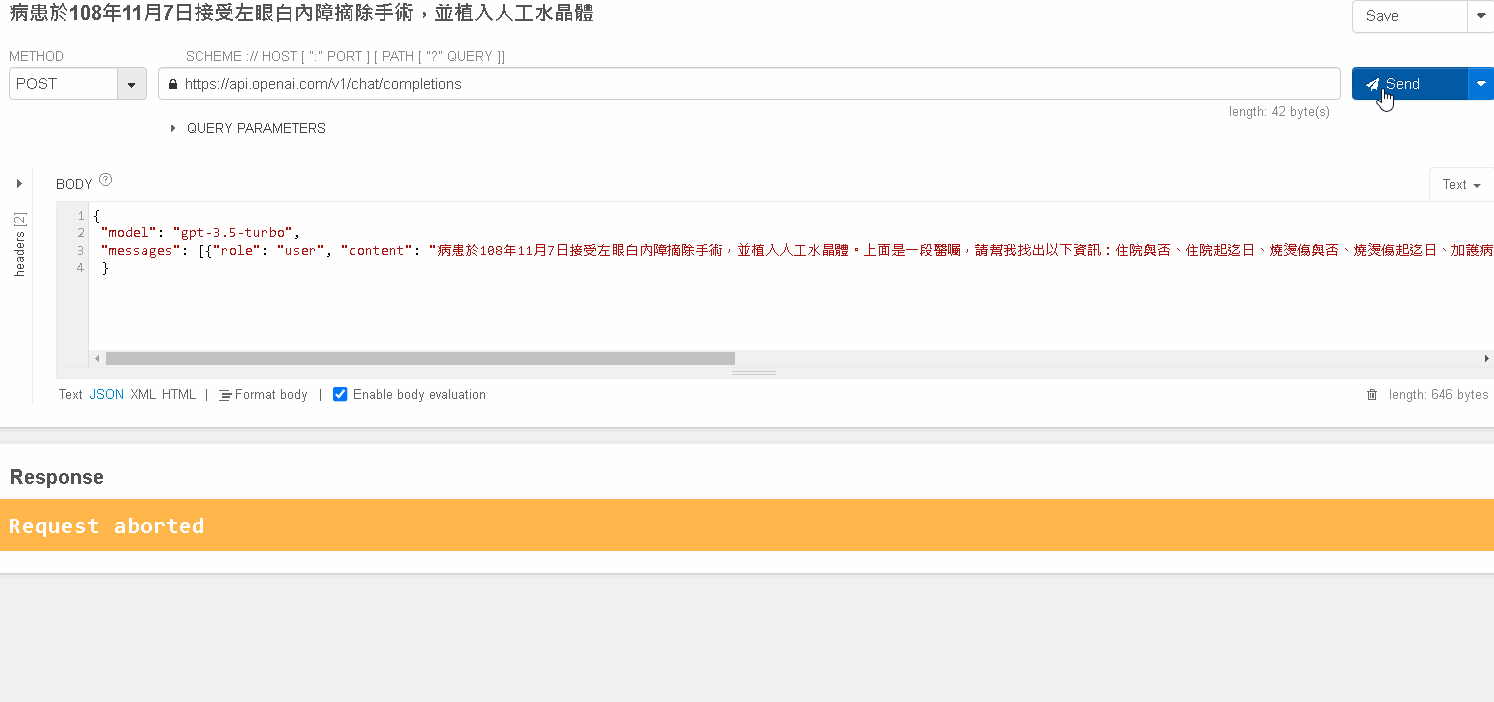 病患於108年11月7日接受左眼白內障摘除手術，並植入人工水晶體
Save
METHOD
SCHEME :// HOST [ ":" PORT ] [ PATH [ "?" QUERY ]]
POST
https://api.openai.com/v1/chat/completions
Send
length: 42 byte(s)
QUERY PARAMETERS
headers [2]
BODY ?
Text
1 {
2 "model": "gpt-3.5-turbo",
3 "messages": [{"role": "user", "content": "病患於108年11月7日接受左眼白內障摘除手術，並植入人工水晶體。上面是一段醫囑，請幫我找出以下資訊：住院與否、住院起迄日、燒燙傷與否、燒燙傷起迄日、加護病
4 }
Text JSON XML HTML | Format body | Enable body evaluation
length: 646 bytes
Response
Request aborted